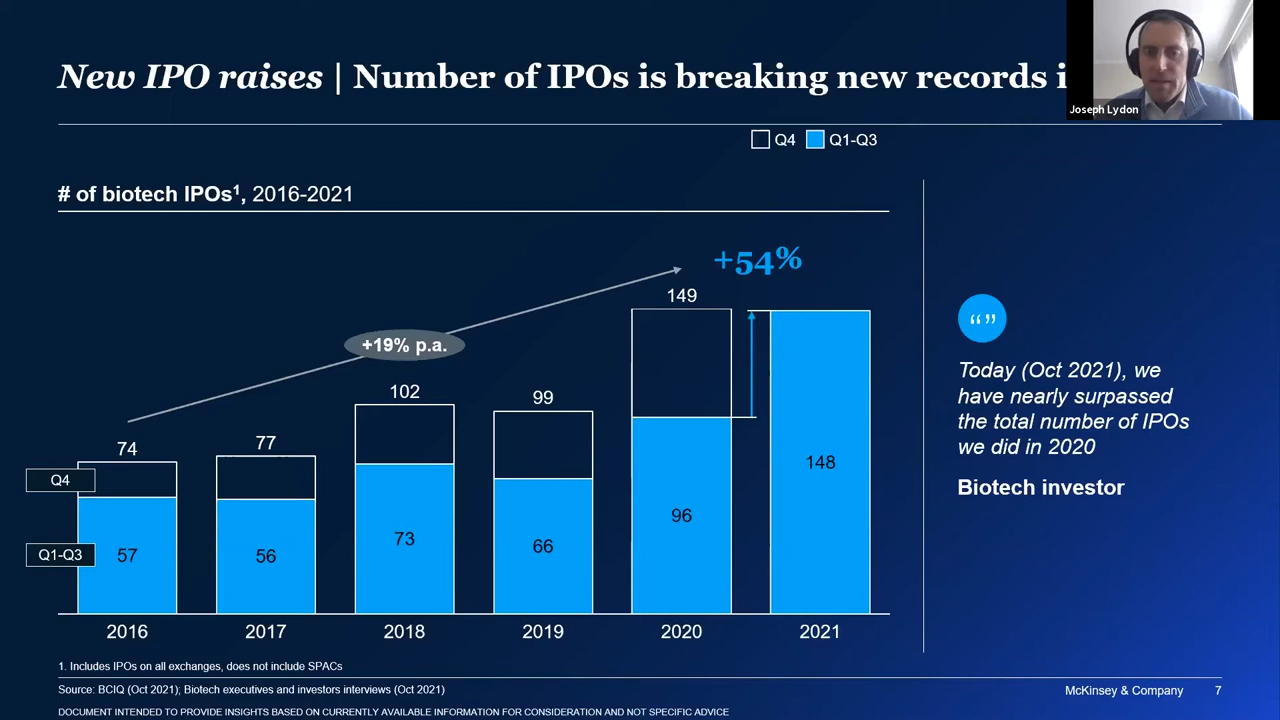 New IPO raises | Number of IPOs is breaking new records i
Joseph Lydon
Q4 Q1-Q3
# of biotech IPOs¹, 2016-2021
+54%
+19% p.a.
74 77 102 99 149
Q4
Q1-Q3
57 56 73 66 96 148
2016 2017 2018 2019 2020 2021
“ ”
Today (Oct 2021), we
have nearly surpassed
the total number of IPOs
we did in 2020
Biotech investor
1. Includes IPOs on all exchanges, does not include SPACs
Source: BCIQ (Oct 2021); Biotech executives and investors interviews (Oct 2021)
McKinsey & Company 7
DOCUMENT INTENDED TO PROVIDE INSIGHTS BASED ON CURRENTLY AVAILABLE INFORMATION FOR CONSIDERATION AND NOT SPECIFIC ADVICE